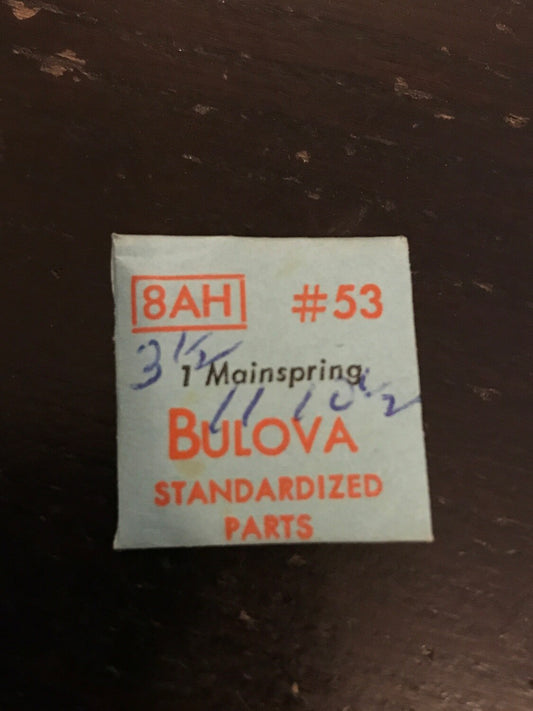 8AH #53
3 1/2 11 10 1/2
1 Mainspring
BULOVA
STANDARDIZED
PARTS